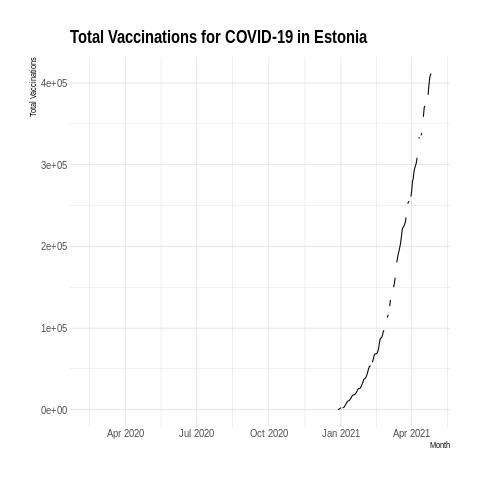 Total Vaccinations for COVID-19 in Estonia
Total Vaccinations
4e+05
3e+05
2e+05
1e+05
0e+00
Apr 2020 Jul 2020 Oct 2020 Jan 2021 Apr 2021
Month